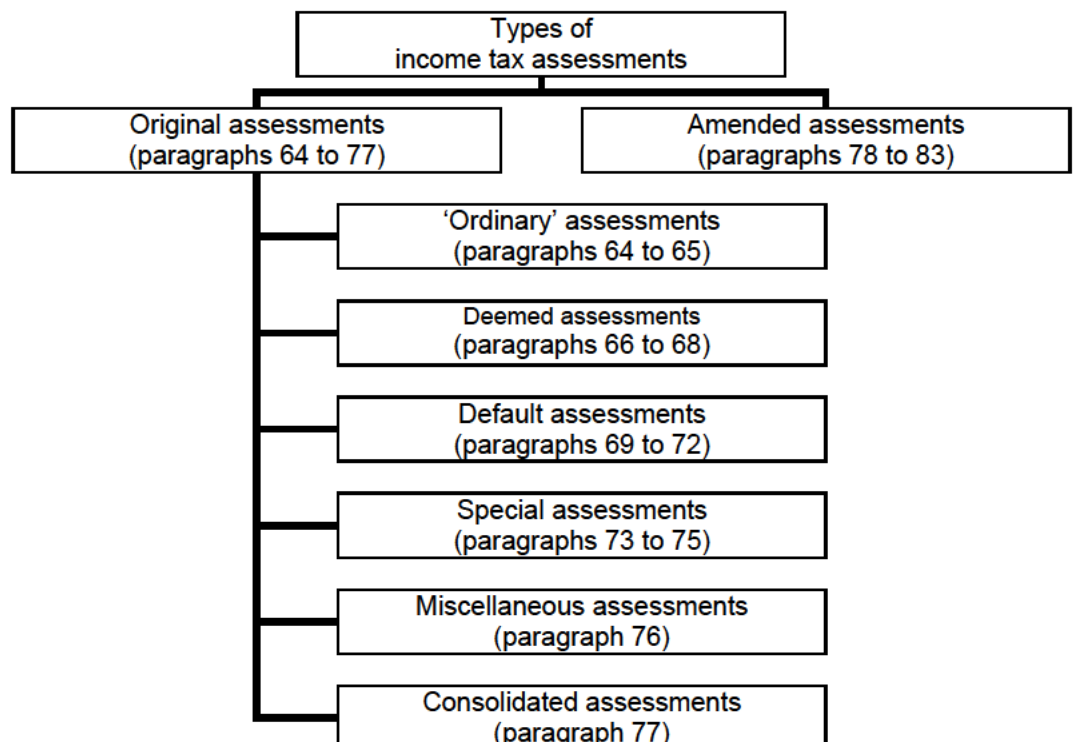 Types of
income tax assessments
Original assessments
(paragraphs 64 to 77)
Amended assessments
(paragraphs 78 to 83)
‘Ordinary’ assessments
(paragraphs 64 to 65)
Deemed assessments
(paragraphs 66 to 68)
Default assessments
(paragraphs 69 to 72)
Special assessments
(paragraphs 73 to 75)
Miscellaneous assessments
(paragraph 76)
Consolidated assessments
(paragraph 77)